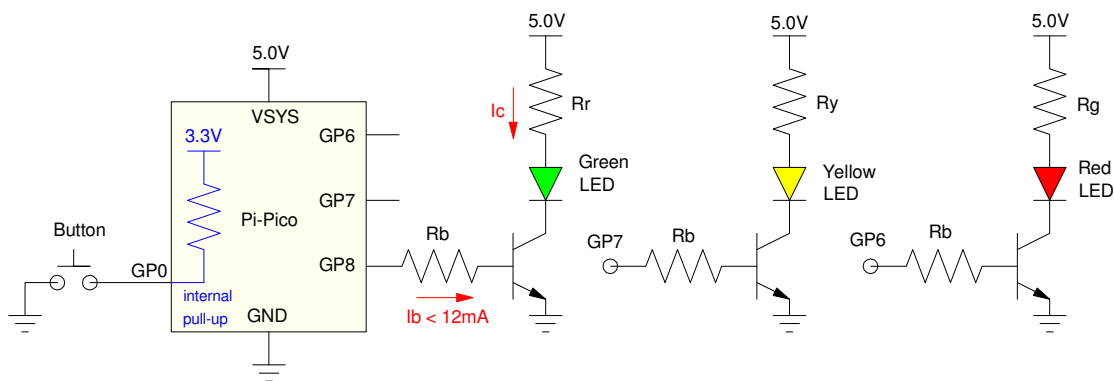 5.0V
VSYS
GP6
3.3V
GP7
Pi-Pico
Button
GP0
GP8
internal
pull-up
GND
Rb
Ib < 12mA
5.0V
Ic
Rr
Green
LED
5.0V
Ry
Yellow
LED
GP7
Rb
5.0V
Rg
Red
LED
GP6
Rb